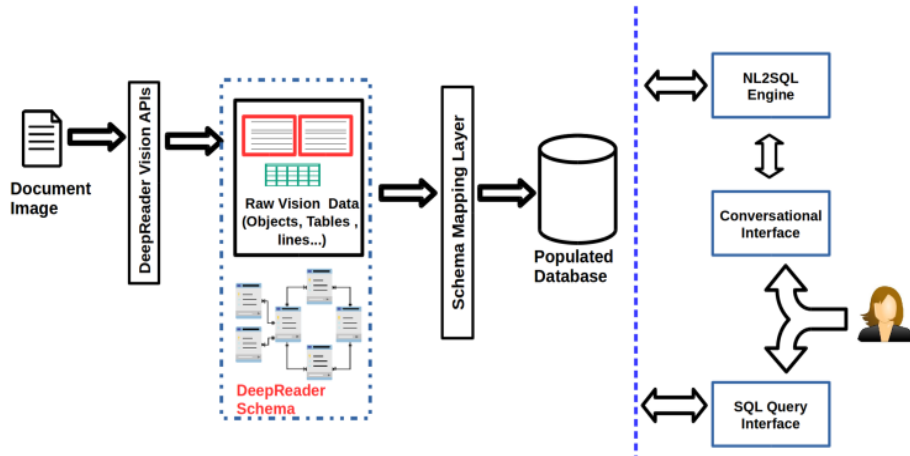 Document
Image
DeepReader Vision APIs
Raw Vision Data
(Objects, Tables ,
lines...)
DeepReader
Schema
Schema Mapping Layer
Populated
Database
NL2SQL
Engine
Conversational
Interface
SQL Query
Interface